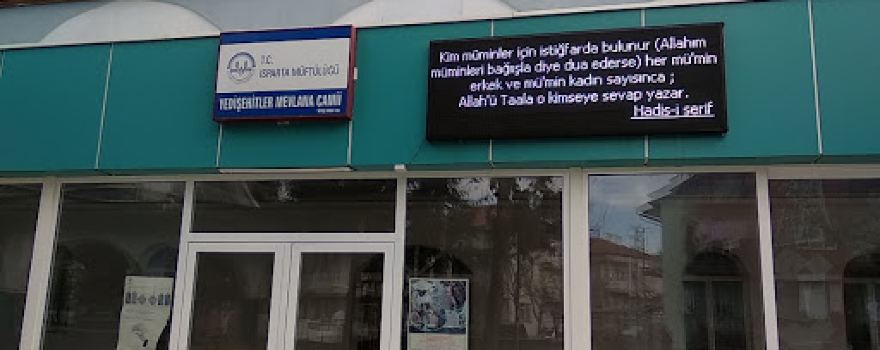 T.C.
ISPARTA MÜFTÜLÜĞÜ
YEDİŞEHİTLER MEVLANA CAMİİ
Kim müminler için istiğfarda bulunur (Allahım
müminleri bağışla diye dua ederse) her mü'min
erkek ve mü'min kadın sayısınca ;
Allah'ü Taala o kimseye sevap yazar.
Hadis-i şerif